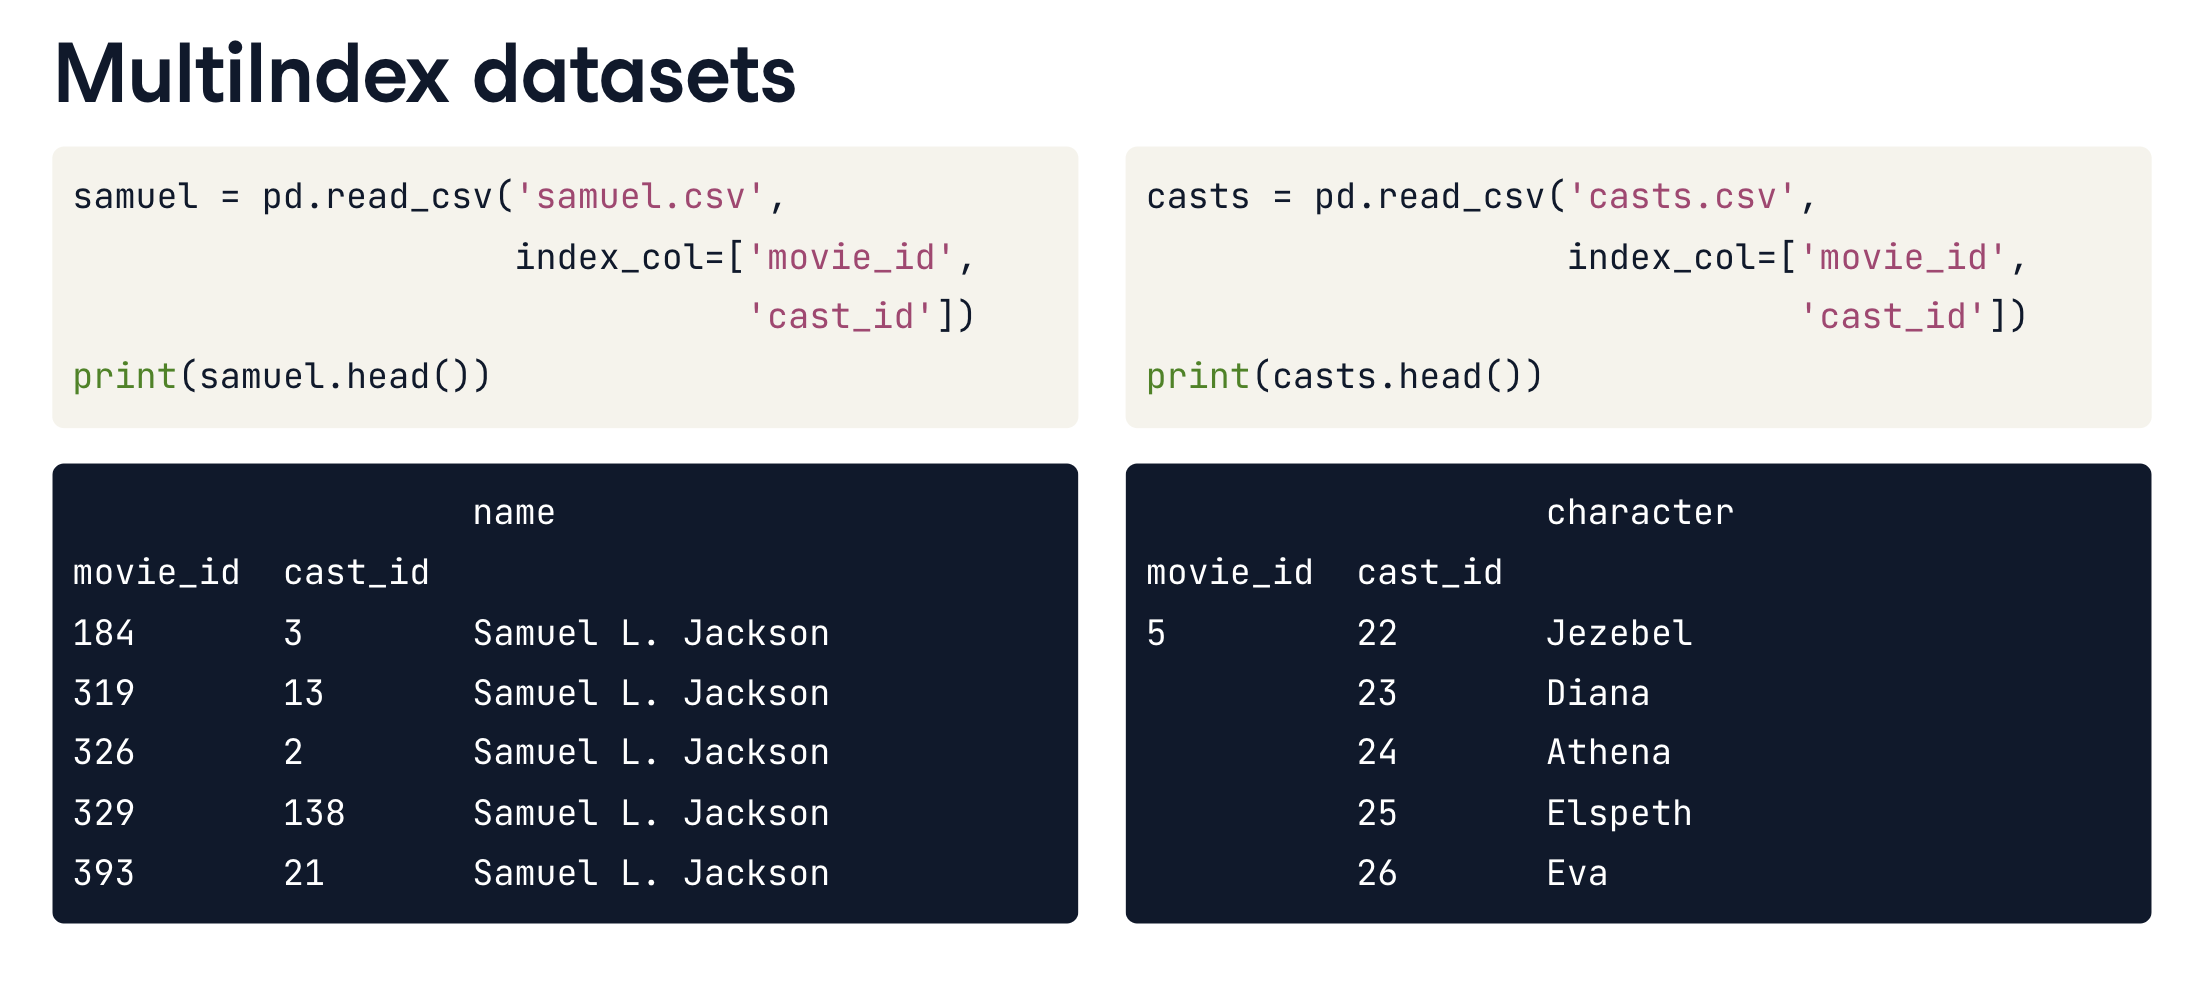 MultiIndex datasets
samuel = pd.read_csv('samuel.csv',
                     index_col=['movie_id',
                                'cast_id'])
print(samuel.head())
                   name
movie_id  cast_id
184       3        Samuel L. Jackson
319       13       Samuel L. Jackson
326       2        Samuel L. Jackson
329       138      Samuel L. Jackson
393       21       Samuel L. Jackson
casts = pd.read_csv('casts.csv',
                    index_col=['movie_id',
                               'cast_id'])
print(casts.head())
                   character
movie_id  cast_id
5         22       Jezebel
          23       Diana
          24       Athena
          25       Elspeth
          26       Eva